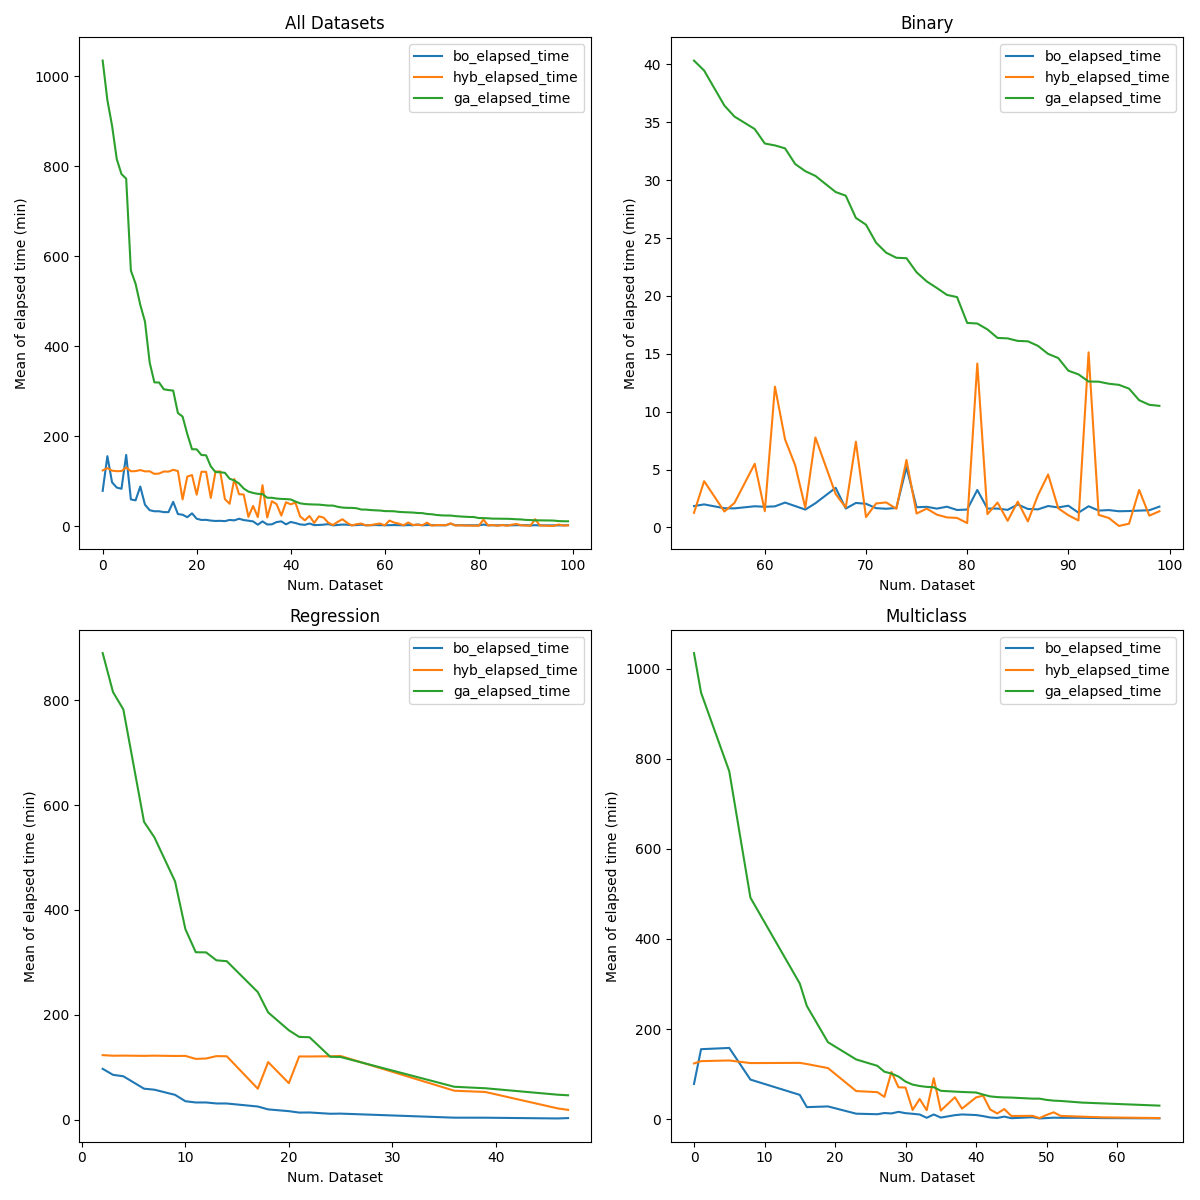 All Datasets
bo_elapsed_time
hyb_elapsed_time
ga_elapsed_time
1000
800
600
400
200
0
Mean of elapsed time (min)
0 20 40 60 80 100
Num. Dataset
Binary
bo_elapsed_time
hyb_elapsed_time
ga_elapsed_time
40
35
30
25
20
15
10
5
0
Mean of elapsed time (min)
60 70 80 90 100
Num. Dataset
Regression
bo_elapsed_time
hyb_elapsed_time
ga_elapsed_time
800
600
400
200
0
Mean of elapsed time (min)
0 10 20 30 40
Num. Dataset
Multiclass
bo_elapsed_time
hyb_elapsed_time
ga_elapsed_time
1000
800
600
400
200
0
Mean of elapsed time (min)
0 10 20 30 40 50 60
Num. Dataset